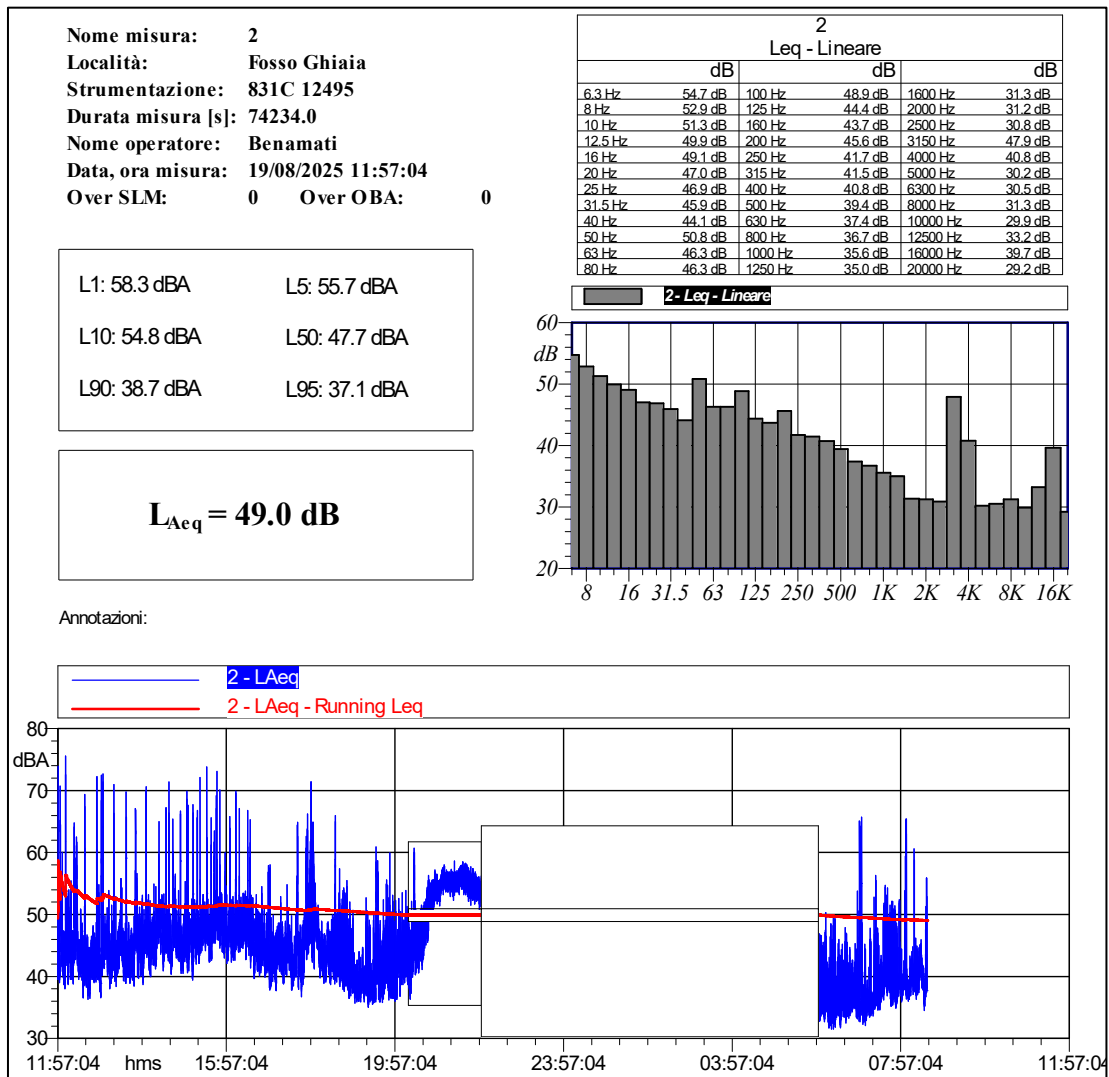 Nome misura: 2
Località: Fosso Ghiaia
Strumentazione: 831C 12495
Durata misura [s]: 74234.0
Nome operatore: Benamati
Data, ora misura: 19/08/2025 11:57:04
Over SLM: 0 Over OBA: 0
2
Leq - Lineare
dB dB dB
6.3 Hz 54.7 dB 100 Hz 48.9 dB 1600 Hz 31.3 dB
8 Hz 52.9 dB 125 Hz 44.4 dB 2000 Hz 31.2 dB
10 Hz 51.3 dB 160 Hz 43.7 dB 2500 Hz 30.8 dB
12.5 Hz 49.9 dB 200 Hz 45.6 dB 3150 Hz 47.9 dB
16 Hz 49.1 dB 250 Hz 41.7 dB 4000 Hz 40.8 dB
20 Hz 47.0 dB 315 Hz 41.5 dB 5000 Hz 30.2 dB
25 Hz 46.9 dB 400 Hz 40.8 dB 6300 Hz 30.5 dB
31.5 Hz 45.9 dB 500 Hz 39.4 dB 8000 Hz 31.3 dB
40 Hz 44.1 dB 630 Hz 37.4 dB 10000 Hz 29.9 dB
50 Hz 50.8 dB 800 Hz 36.7 dB 12500 Hz 33.2 dB
63 Hz 46.3 dB 1000 Hz 35.6 dB 16000 Hz 39.7 dB
80 Hz 46.3 dB 1250 Hz 35.0 dB 20000 Hz 29.2 dB
L1: 58.3 dBA L5: 55.7 dBA
L10: 54.8 dBA L50: 47.7 dBA
L90: 38.7 dBA L95: 37.1 dBA
2 - Leq - Lineare
60
dB
50
40
30
20
8 16 31.5 63 125 250 500 1K 2K 4K 8K 16K
LAeq = 49.0 dB
Annotazioni:
2 - LAeq
2 - LAeq - Running Leq
80
dBA
70
60
50
40
30
11:57:04 hms 15:57:04 19:57:04 23:57:04 03:57:04 07:57:04 11:57:04